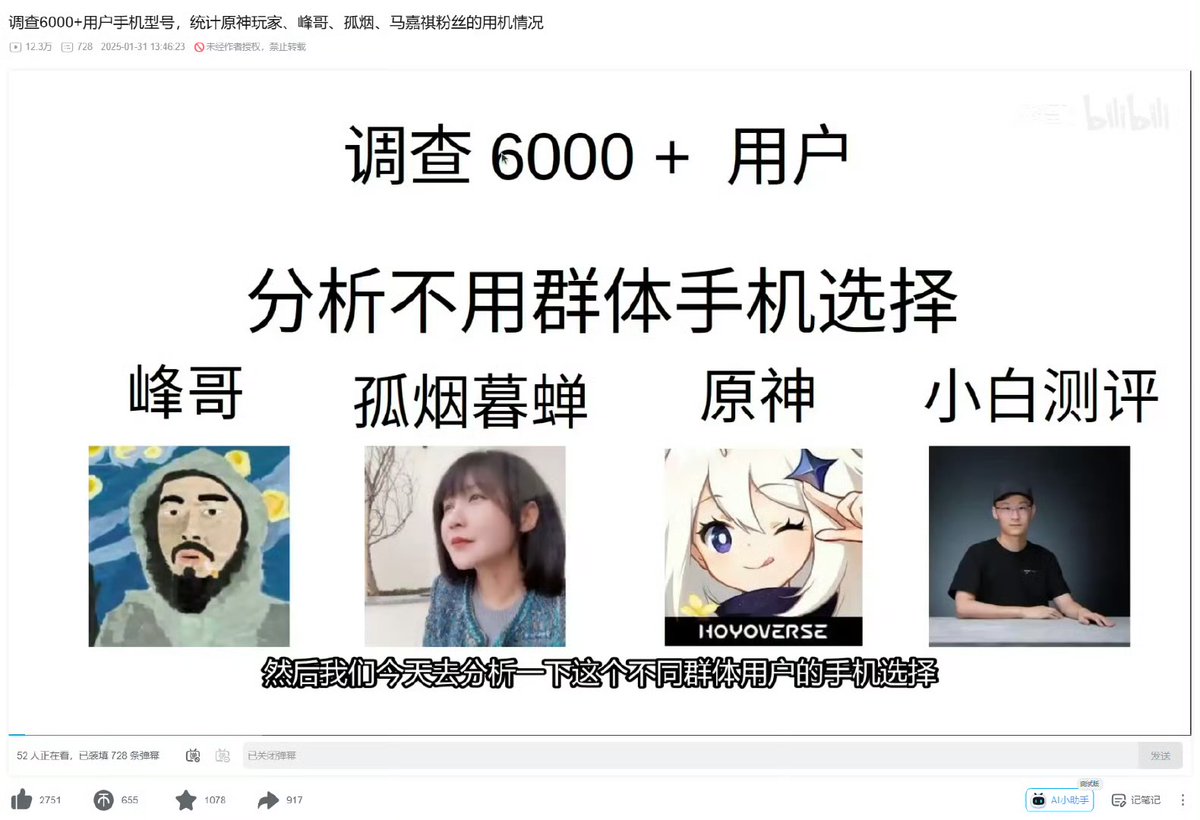 调查6000+用户手机型号，统计原神玩家、峰哥、孤烟、马嘉祺粉丝的用机情况
12.3万 728 2025-01-31 13:46:23 未经作者授权，禁止转载
bilibili
调查 6000 + 用户
分析不用群体手机选择
峰哥 孤烟暮蝉 原神 小白测评
HOYOVERSE
然后我们今天去分析一下这个不同群体用户的手机选择
52 人正在看，已装填 728 条弹幕 已关闭弹幕 发送
2751 655 1078 917 AI小助手 测试版 记笔记